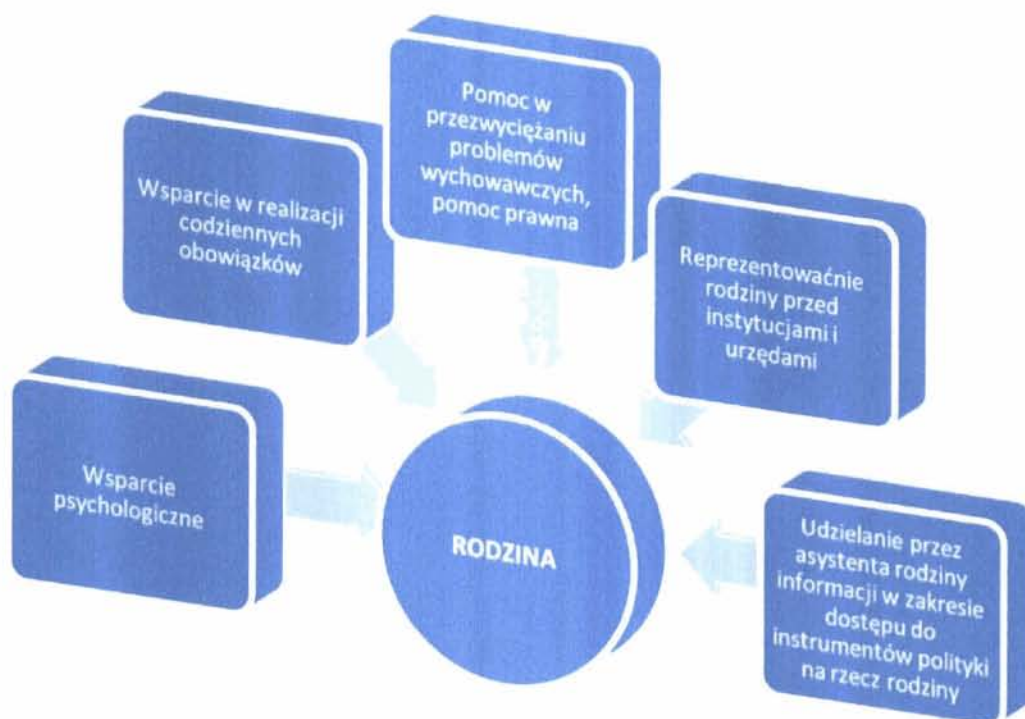 Pomoc w
przezwyciężaniu
problemów
wychowawczych,
pomoc prawna
Wsparcie w realizacji
codziennych
obowiązków
Reprezentowaćnie
rodziny przed
instytucjami i
urzędami
Wsparcie
psychologiczne
RODZINA
Udzielanie przez
asystenta rodziny
informacji w zakresie
dostępu do
instrumentów polityki
na rzecz rodziny